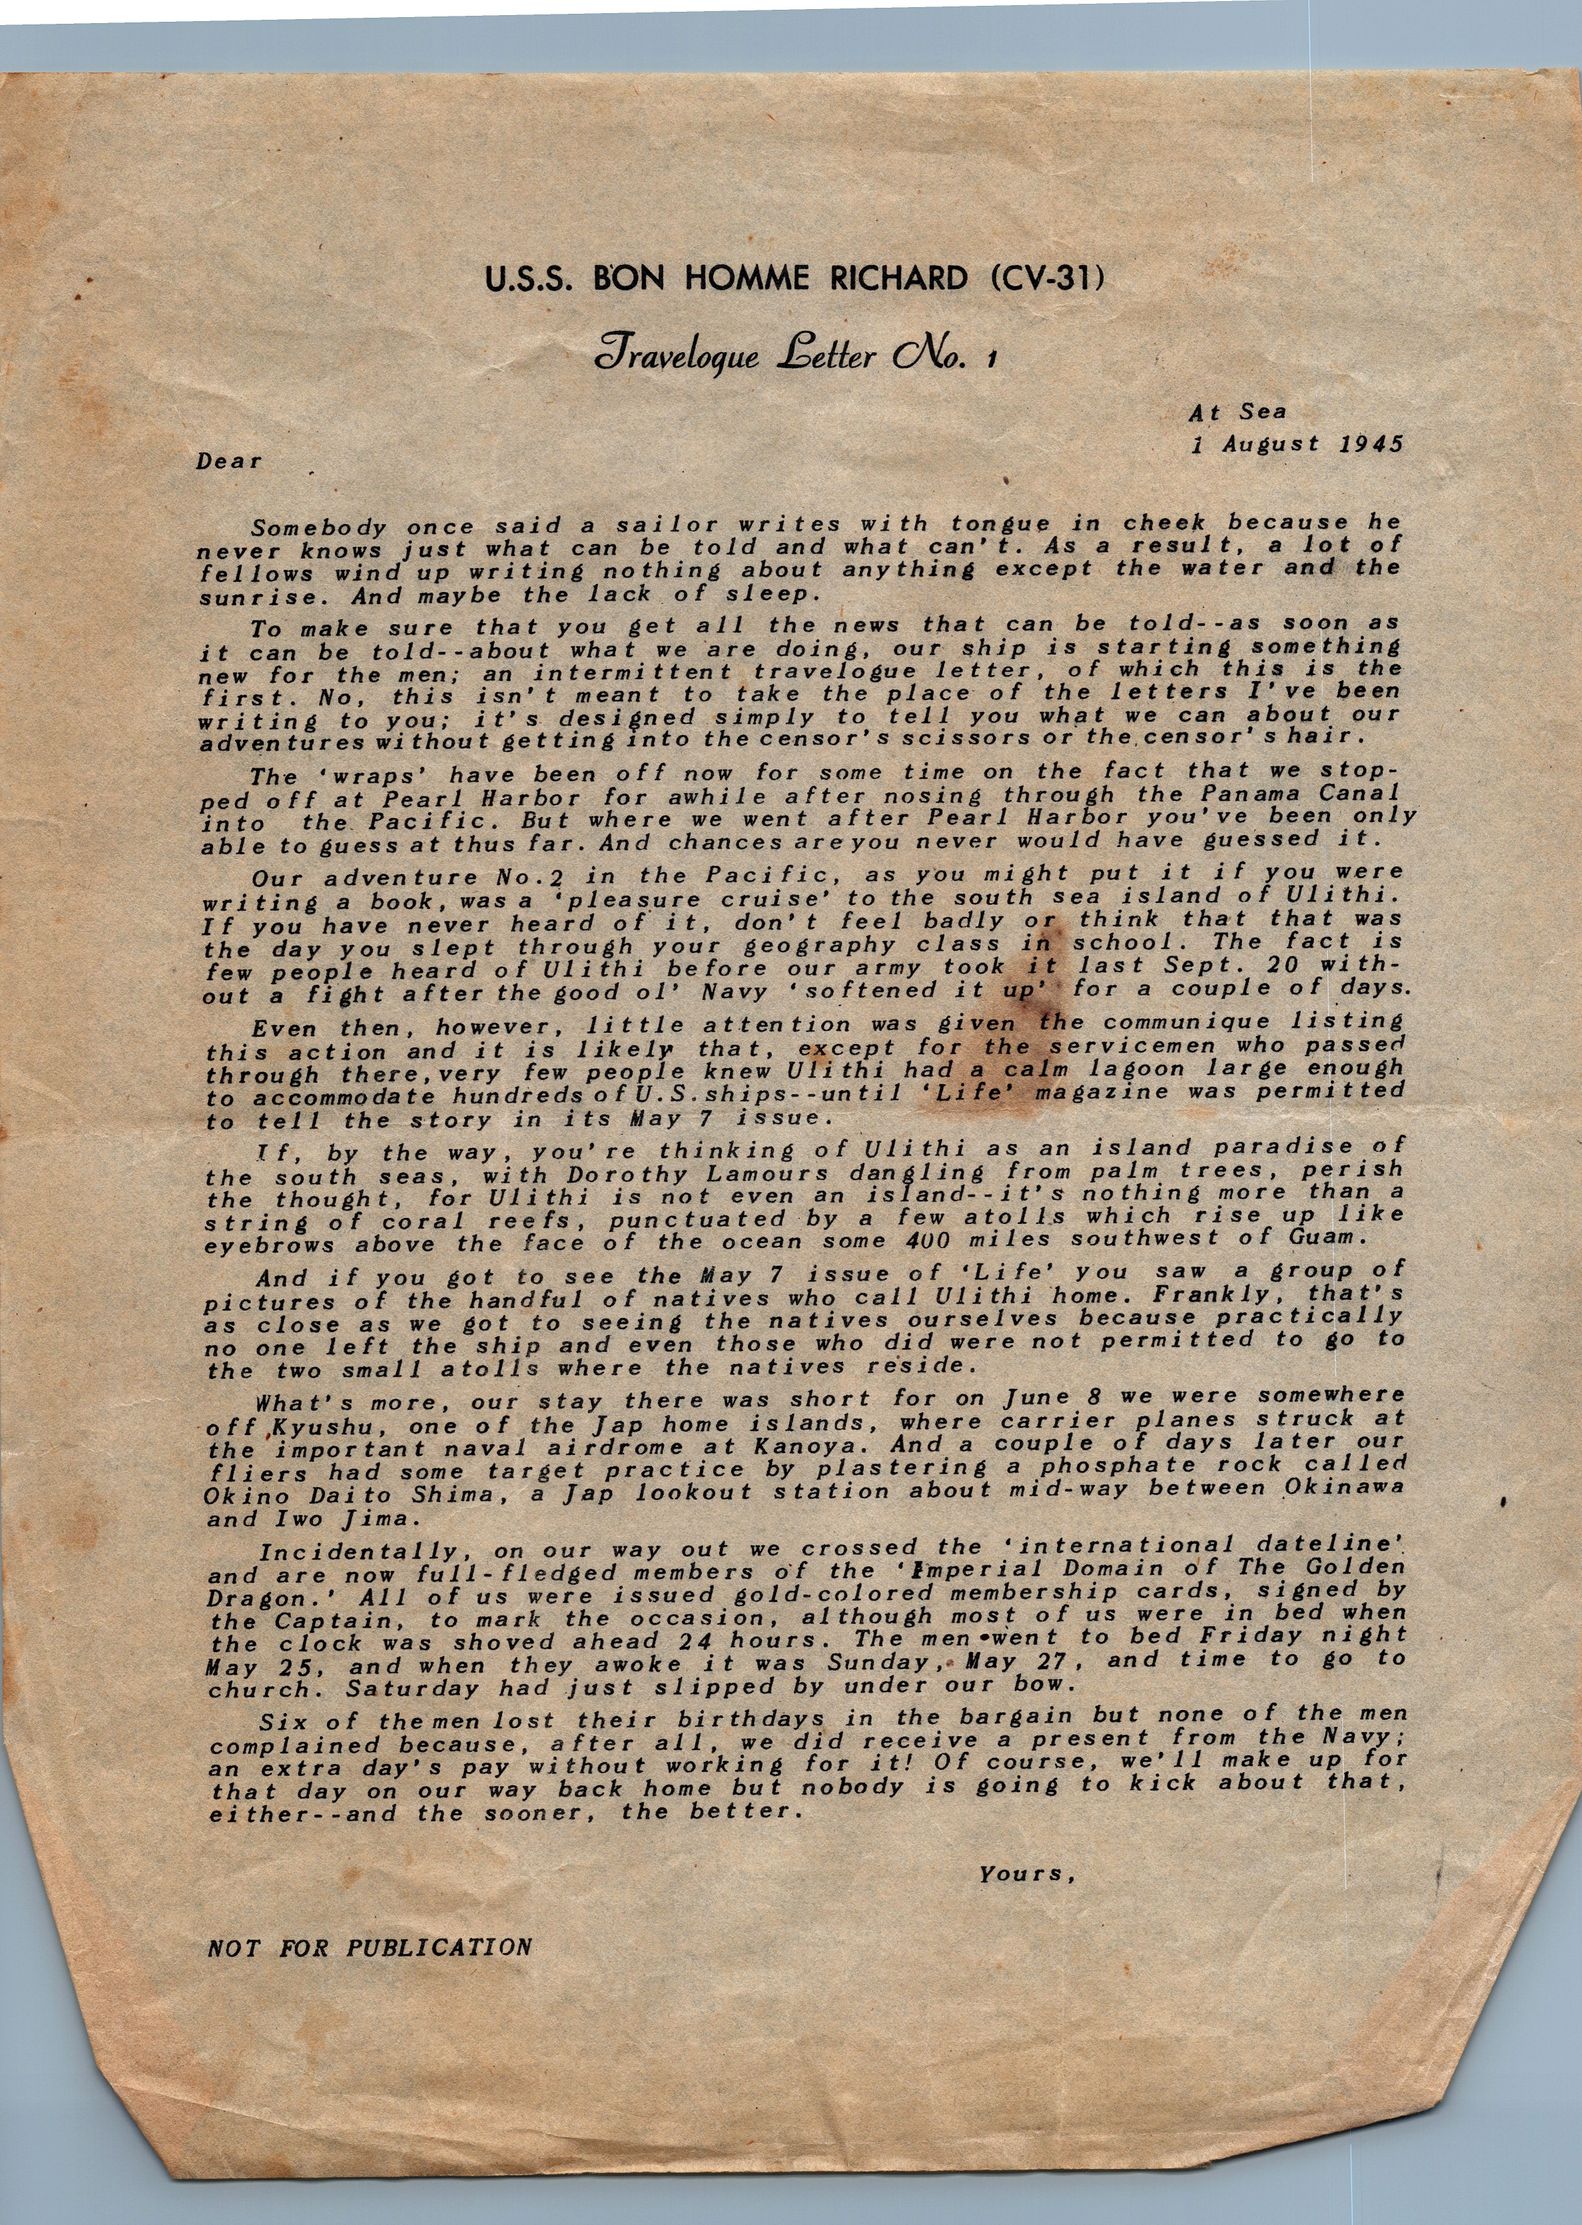 U.S.S. BON HOMME RICHARD (CV-31)
Travelogue Letter No. 1
At Sea
1 August 1945
Dear
Somebody once said a sailor writes with tongue in cheek because he
never knows just what can be told and what can't. As a result, a lot of
fellows wind up writing nothing about anything except the water and the
sunrise. And maybe the lack of sleep.
To make sure that you get all the news that can be told--as soon as
it can be told--about what we are doing, our ship is starting something
new for the men; an intermittent travelogue letter, of which this is the
first. No, this isn't meant to take the place of the letters I've been
writing to you; it's designed simply to tell you what we can about our
adventures without getting into the censor's scissors or the censor's hair.
The 'wraps' have been off now for some time on the fact that we stop-
ped off at Pearl Harbor for awhile after nosing through the Panama Canal
into the Pacific. But where we went after Pearl Harbor you've been only
able to guess at thus far. And chances are you never would have guessed it.
Our adventure No.2 in the Pacific, as you might put it if you were
writing a book, was a 'pleasure cruise' to the south sea island of Ulithi.
If you have never heard of it, don't feel badly or think that that was
the day you slept through your geography class in school. The fact is
few people heard of Ulithi before our army took it last Sept. 20 with-
out a fight after the good ol' Navy 'softened it up' for a couple of days.
Even then, however, little attention was given the communique listing
this action and it is likely that, except for the servicemen who passed
through there, very few people knew Ulithi had a calm lagoon large enough
to accommodate hundreds of U.S. ships--until 'Life' magazine was permitted
to tell the story in its May 7 issue.
If, by the way, you're thinking of Ulithi as an island paradise of
the south seas, with Dorothy Lamours dangling from palm trees, perish
the thought, for Ulithi is not even an island--it's nothing more than a
string of coral reefs, punctuated by a few atolls which rise up like
eyebrows above the face of the ocean some 400 miles southwest of Guam.
And if you got to see the May 7 issue of 'Life' you saw a group of
pictures of the handful of natives who call Ulithi home. Frankly, that's
as close as we got to seeing the natives ourselves because practically
no one left the ship and even those who did were not permitted to go to
the two small atolls where the natives reside.
What's more, our stay there was short for on June 8 we were somewhere
off Kyushu, one of the Jap home islands, where carrier planes struck at
the important naval airdrome at Kanoya. And a couple of days later our
fliers had some target practice by plastering a phosphate rock called
Okino Daito Shima, a Jap lookout station about mid-way between Okinawa
and Iwo Jima.
Incidentally, on our way out we crossed the 'international dateline'
and are now full-fledged members of the 'Imperial Domain of The Golden
Dragon.' All of us were issued gold-colored membership cards, signed by
the Captain, to mark the occasion, although most of us were in bed when
the clock was shoved ahead 24 hours. The men went to bed Friday night
May 25, and when they awoke it was Sunday, May 27, and time to go to
church. Saturday had just slipped by under our bow.
Six of the men lost their birthdays in the bargain but none of the men
complained because, after all, we did receive a present from the Navy;
an extra day's pay without working for it! Of course, we'll make up for
that day on our way back home but nobody is going to kick about that,
either--and the sooner, the better.
Yours,
NOT FOR PUBLICATION